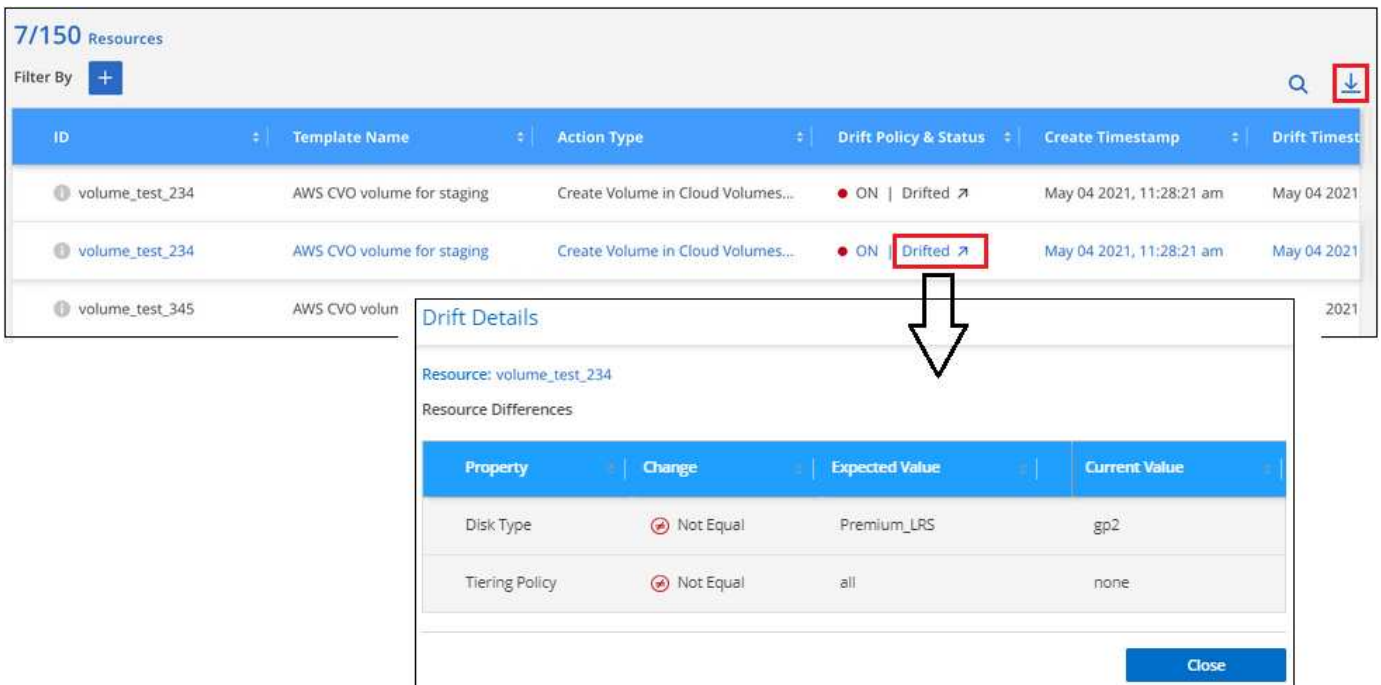 7/150 Resources
Filter By +
ID Template Name Action Type Drift Policy & Status Create Timestamp Drift Timest
volume_test_234 AWS CVO volume for staging Create Volume in Cloud Volumes... ON | Drifted May 04 2021, 11:28:21 am May 04 2021
volume_test_234 AWS CVO volume for staging Create Volume in Cloud Volumes... ON | Drifted May 04 2021, 11:28:21 am May 04 2021
volume_test_345 AWS CVO volun 2021
Drift Details
Resource: volume_test_234
Resource Differences
Property Change Expected Value Current Value
Disk Type Not Equal Premium_LRS gp2
Tiering Policy Not Equal all none
Close